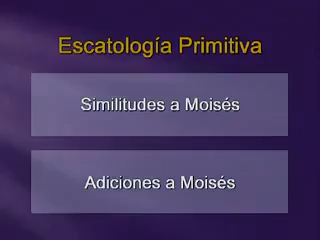 Escatología Primitiva
Similitudes a Moisés
Adiciones a Moisés